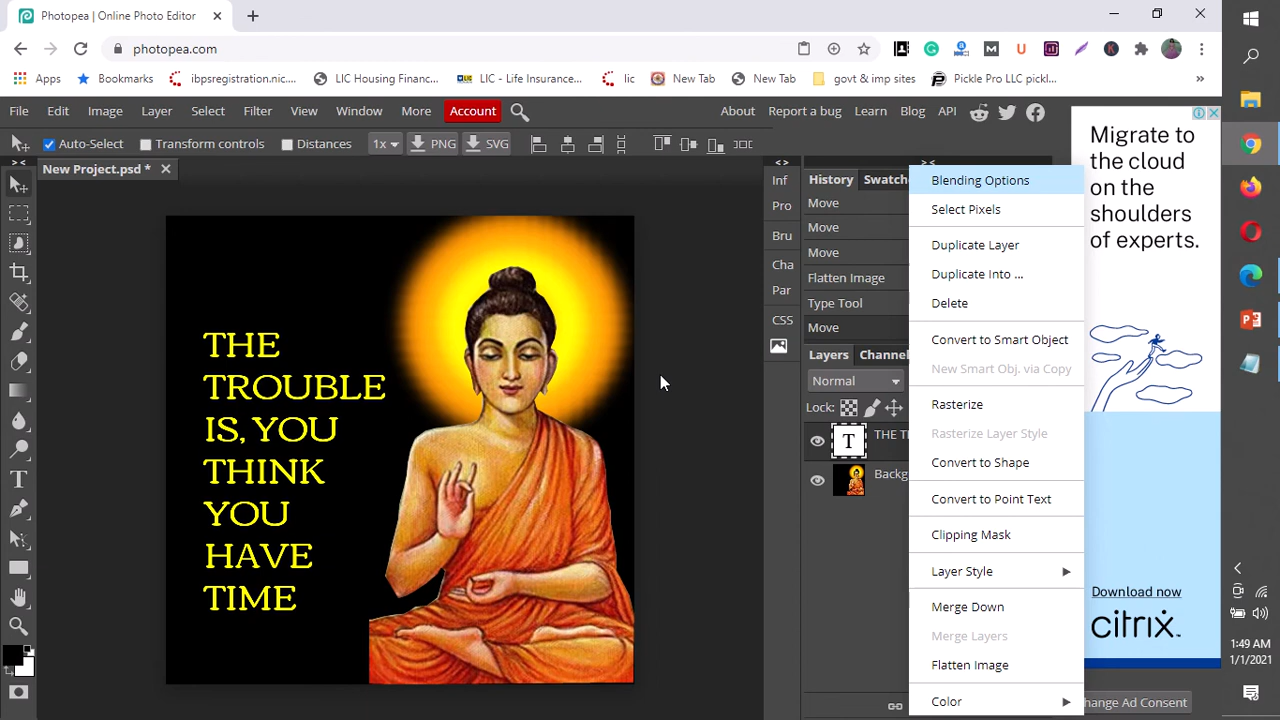 Photopea | Online Photo Editor
photopea.com
Apps
Bookmarks
ibpsregistration.nic...
LIC Housing Financ...
LIC - Life Insurance...
lic
New Tab
New Tab
govt & imp sites
Pickle Pro LLC pickl...
»
File
Edit
Image
Layer
Select
Filter
View
Window
More
Account
About
Report a bug
Learn
Blog
API
Auto-Select
Transform controls
Distances
1x
PNG
SVG
New Project.psd *
THE
TROUBLE
IS, YOU
THINK
YOU
HAVE
TIME
Inf
Pro
Bru
Cha
Par
CSS
History
Swatche
Move
Move
Move
Flatten Image
Type Tool
Move
Layers
Channel
Normal
Lock:
T
THE T
Backg
Blending Options
Select Pixels
Duplicate Layer
Duplicate Into ...
Delete
Convert to Smart Object
New Smart Obj. via Copy
Rasterize
Rasterize Layer Style
Convert to Shape
Convert to Point Text
Clipping Mask
Layer Style
Merge Down
Merge Layers
Flatten Image
Color
Migrate to
the cloud
on the
shoulders
of experts.
Download now
citrix
hange Ad Consent
1:49 AM
1/1/2021